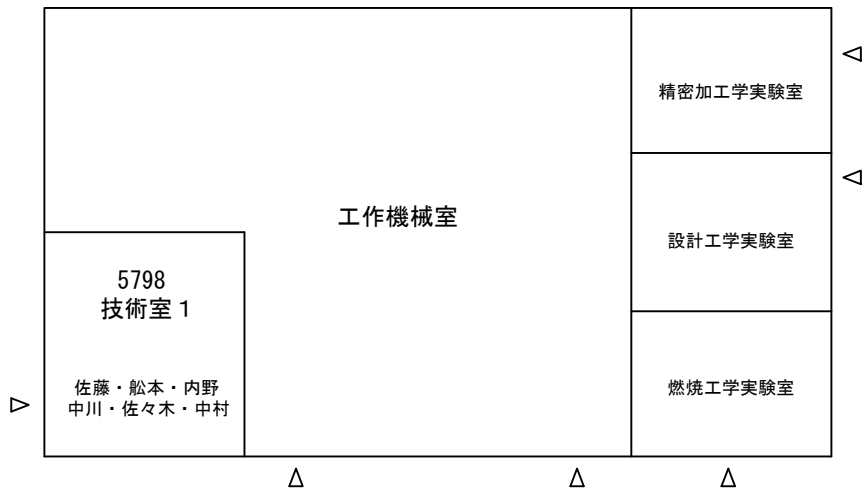 精密加工学実験室
工作機械室
設計工学実験室
5798
技術室1
燃焼工学実験室
佐藤・舩本・内野
中川・佐々木・中村